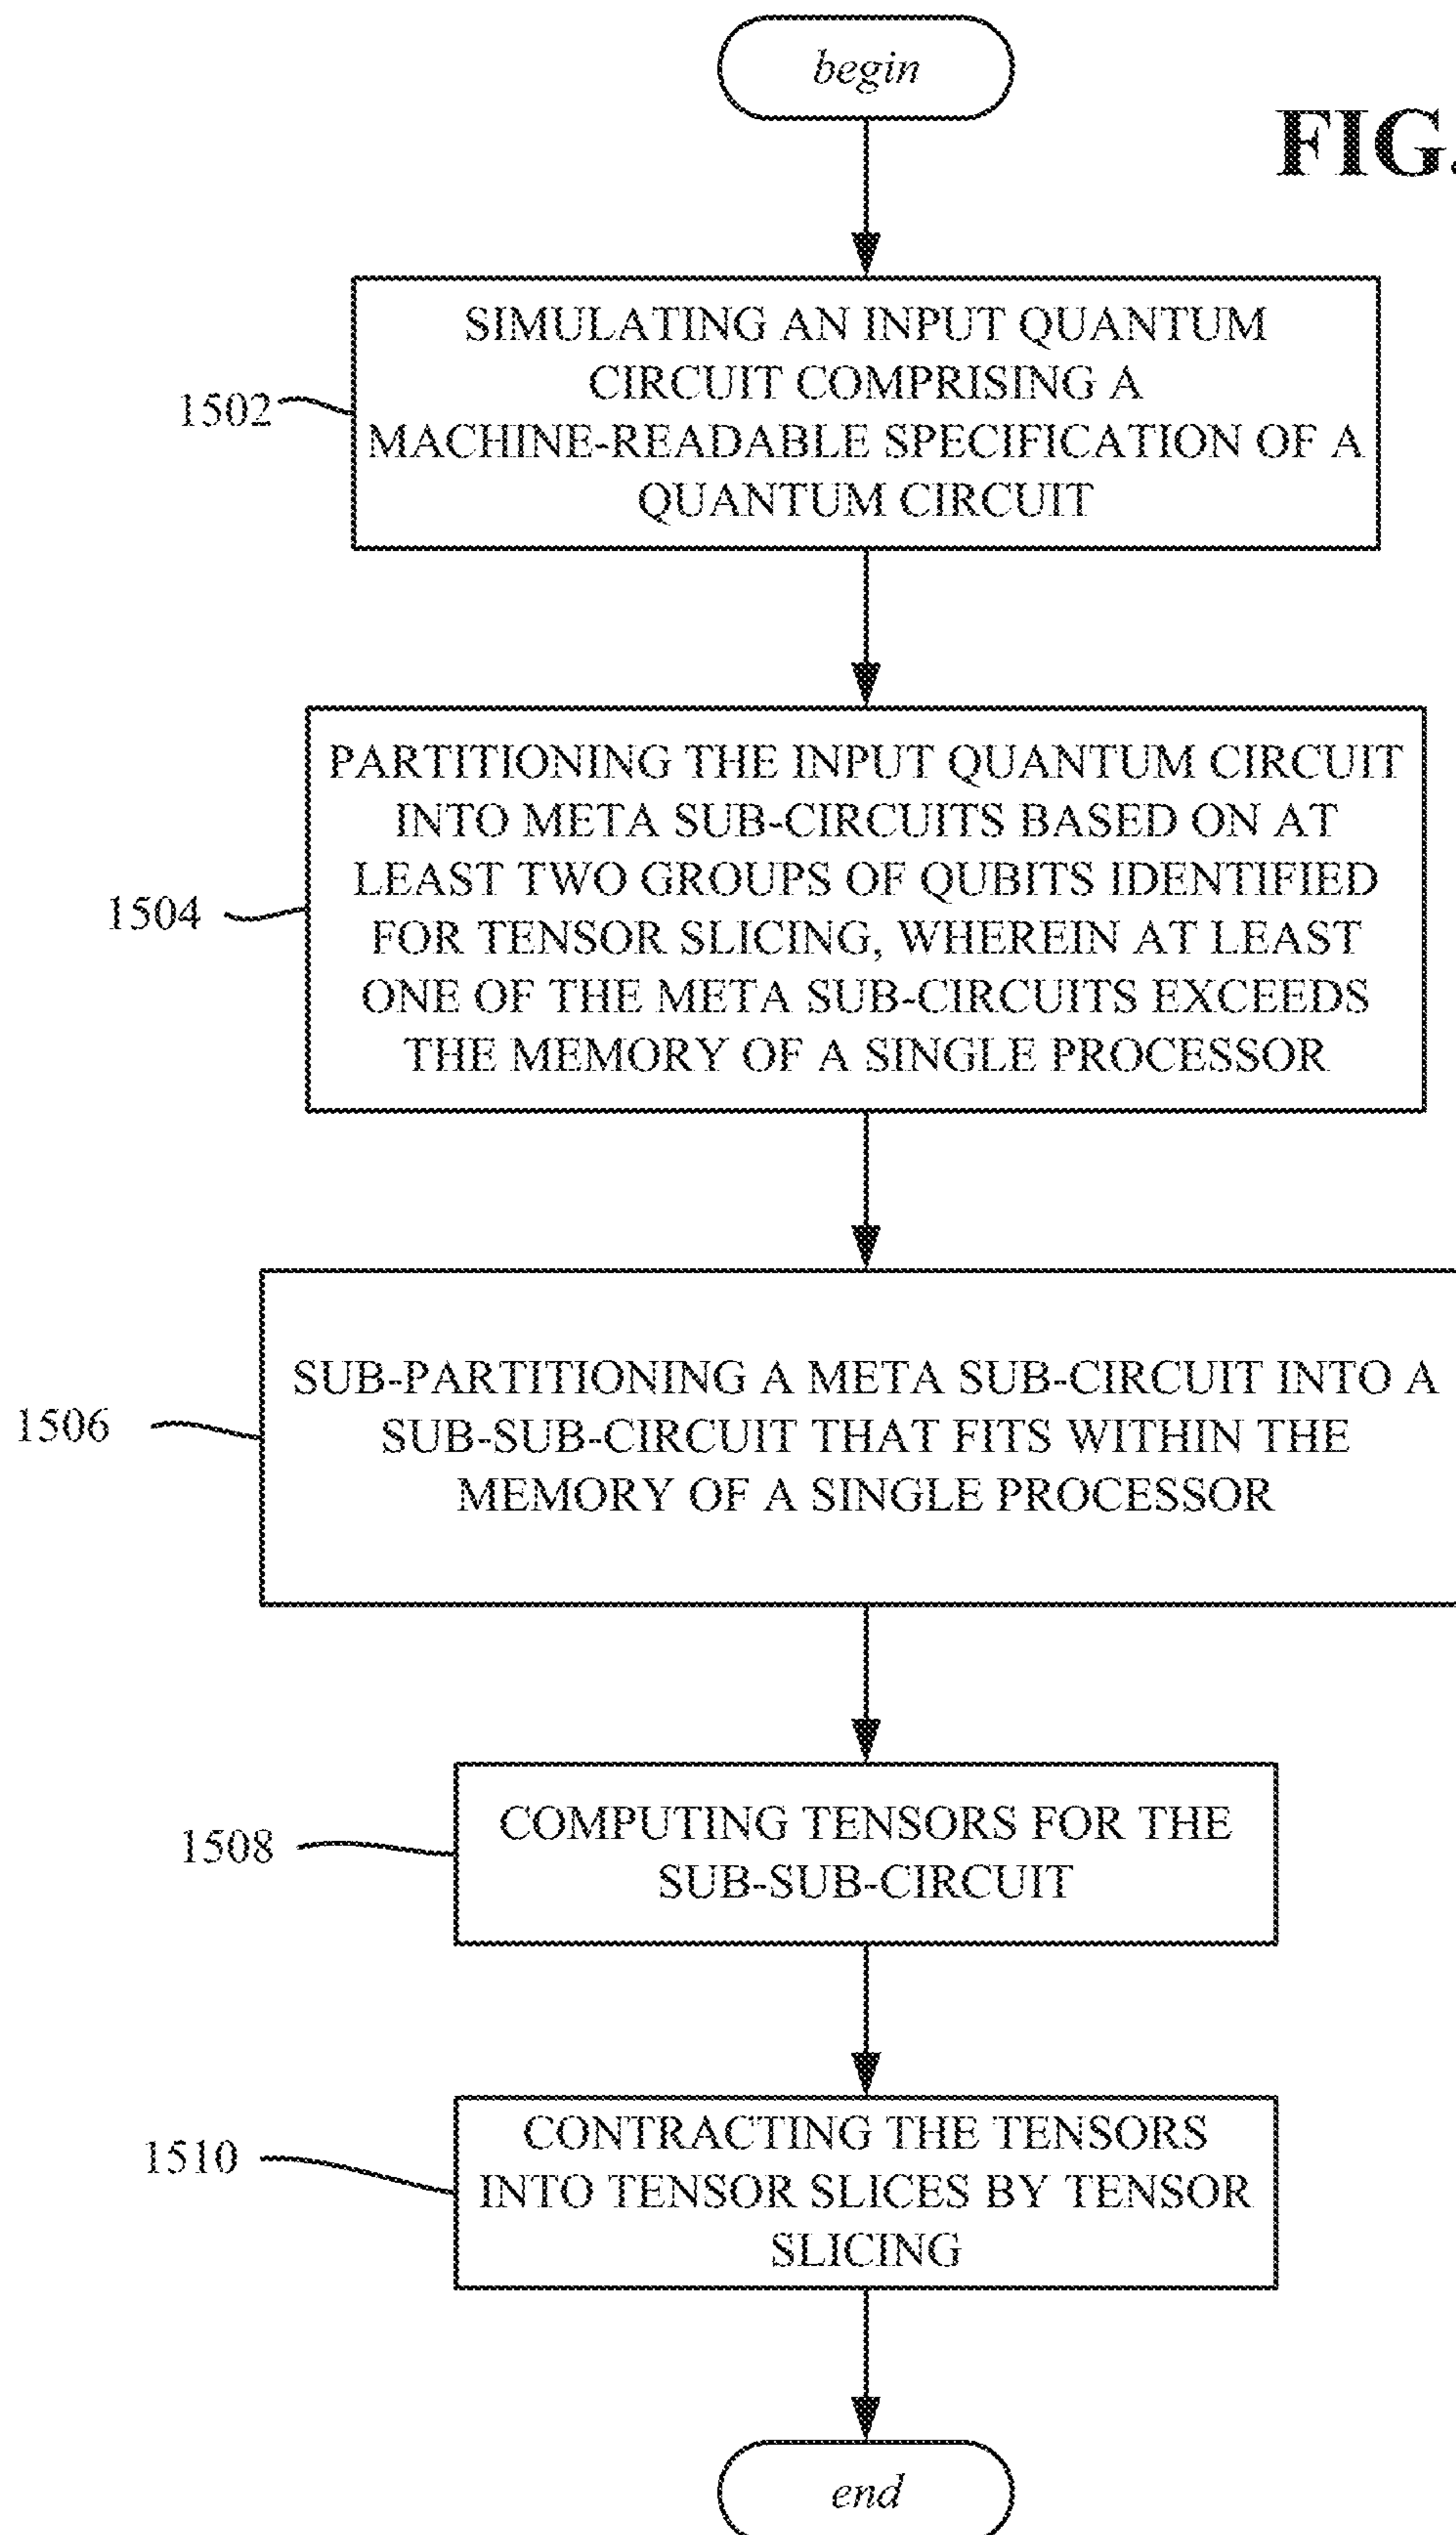 begin
FIG.
SIMULATING AN INPUT QUANTUM
CIRCUIT COMPRISING A
MACHINE-READABLE SPECIFICATION OF A
QUANTUM CIRCUIT
1502
PARTITIONING THE INPUT QUANTUM CIRCUIT
INTO META SUB-CIRCUITS BASED ON AT
LEAST TWO GROUPS OF QUBITS IDENTIFIED
FOR TENSOR SLICING, WHEREIN AT LEAST
ONE OF THE META SUB-CIRCUITS EXCEEDS
THE MEMORY OF A SINGLE PROCESSOR
1504
SUB-PARTITIONING A META SUB-CIRCUIT INTO A
SUB-SUB-CIRCUIT THAT FITS WITHIN THE
MEMORY OF A SINGLE PROCESSOR
1506
COMPUTING TENSORS FOR THE
SUB-SUB-CIRCUIT
1508
CONTRACTING THE TENSORS
INTO TENSOR SLICES BY TENSOR
SLICING
1510
end